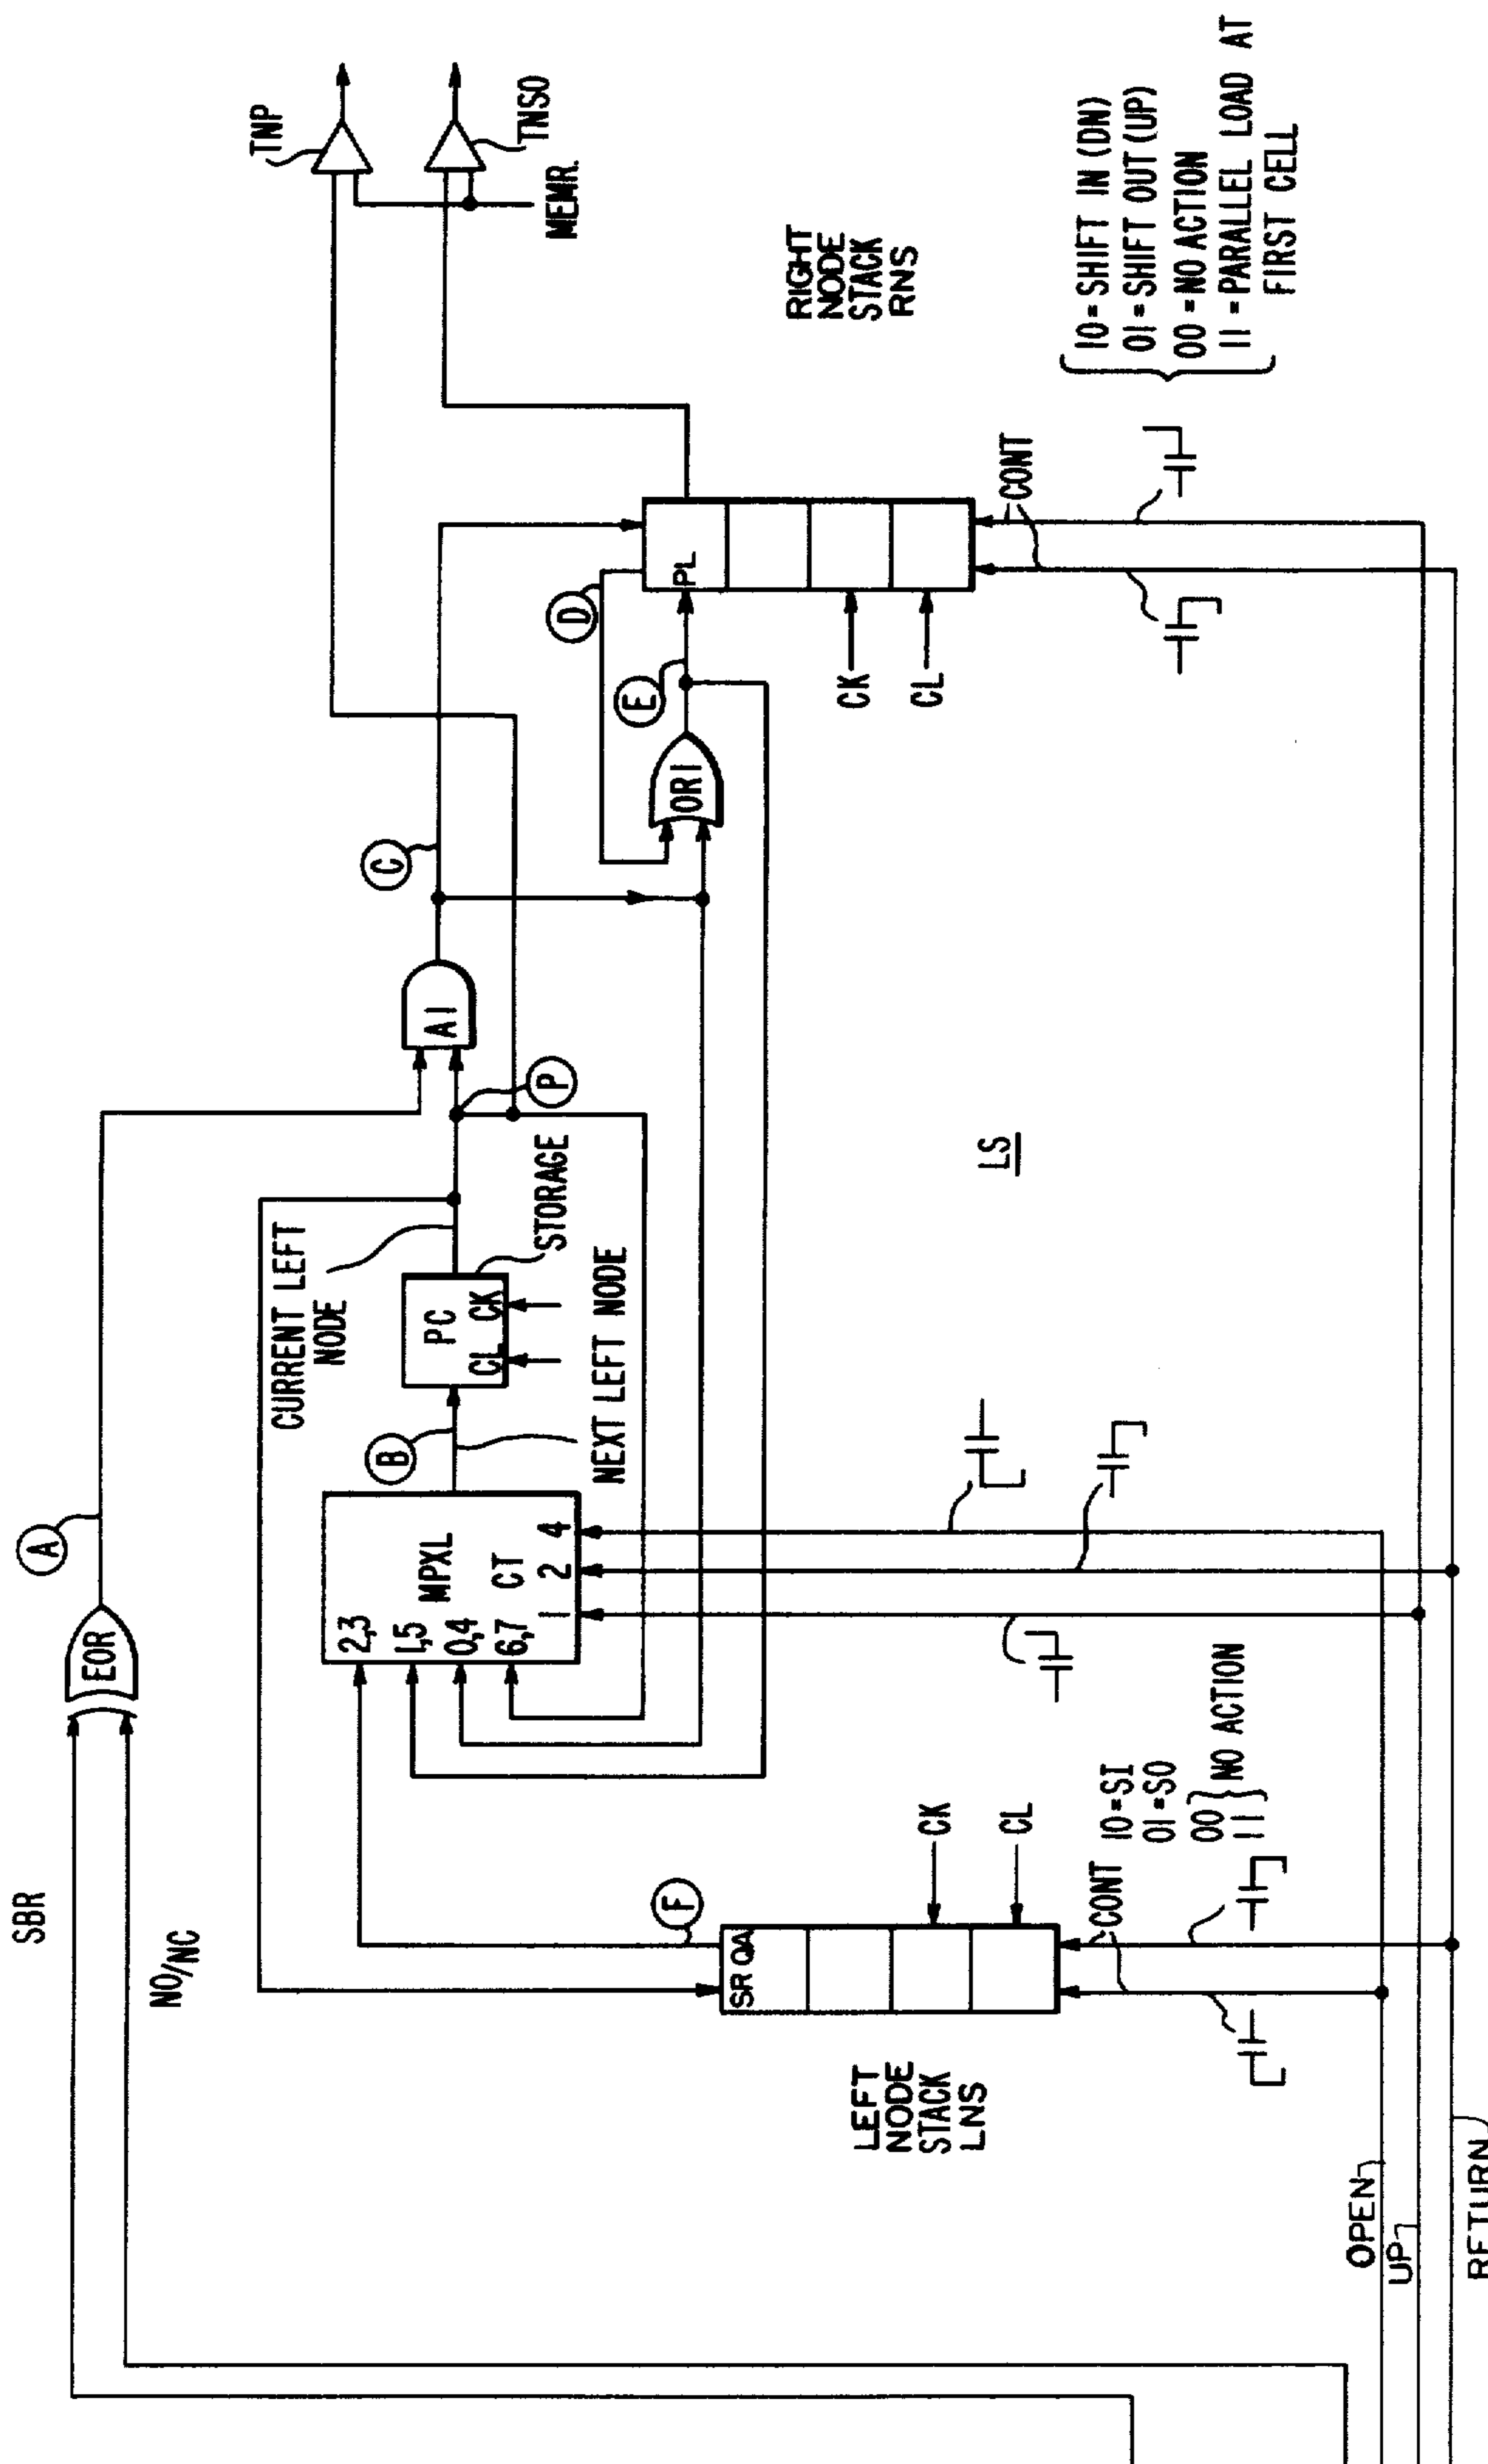 SBR
NO/NC
EOR
A
LEFT
NODE
STACK
LNS
SR QA
F
CK
CL
CONT
10=SI
01=SO
00
11
NO ACTION
OPEN
UP
RETURN
2,3
1,5
0,4
6,7
MPXL
CT
1 2 4
B
NEXT LEFT NODE
CURRENT LEFT
NODE
PC
CL CK
STORAGE
P
A1
C
LS
OR1
D
E
PL
CK
CL
CONT
RIGHT
NODE
STACK
RNS
TNP
TNSO
MEMR.
10=SHIFT IN (DN)
01=SHIFT OUT (UP)
00=NO ACTION
11=PARALLEL LOAD AT
FIRST CELL